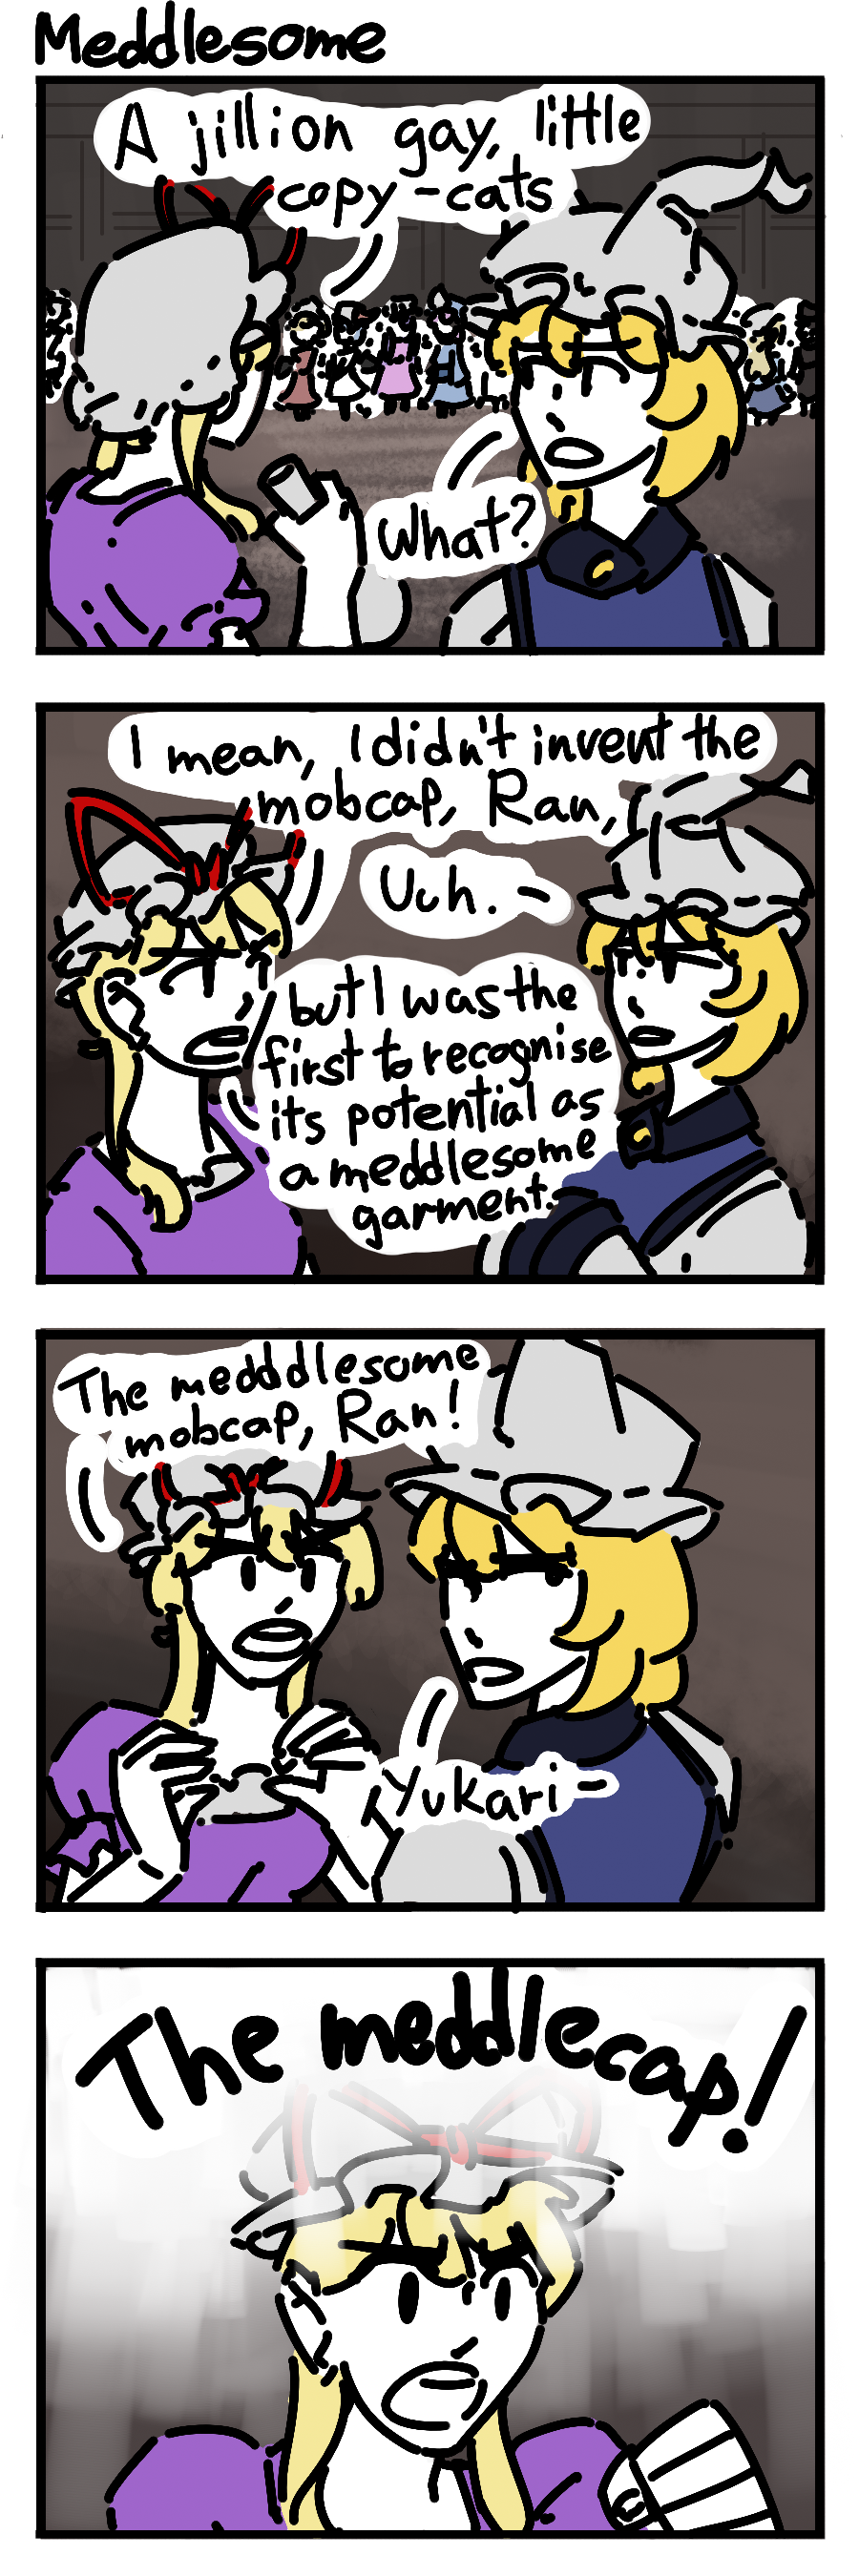 Meddlesome
A jillion gay, little
copy-cats
What?
I mean, I didn't invent the
mobcap, Ran,
Uuh. -
but I was the
first to recognise
its potential as
a meddlesome
garment.
The medddlesome
mobcap, Ran!
Yukari -
The meddlecap!